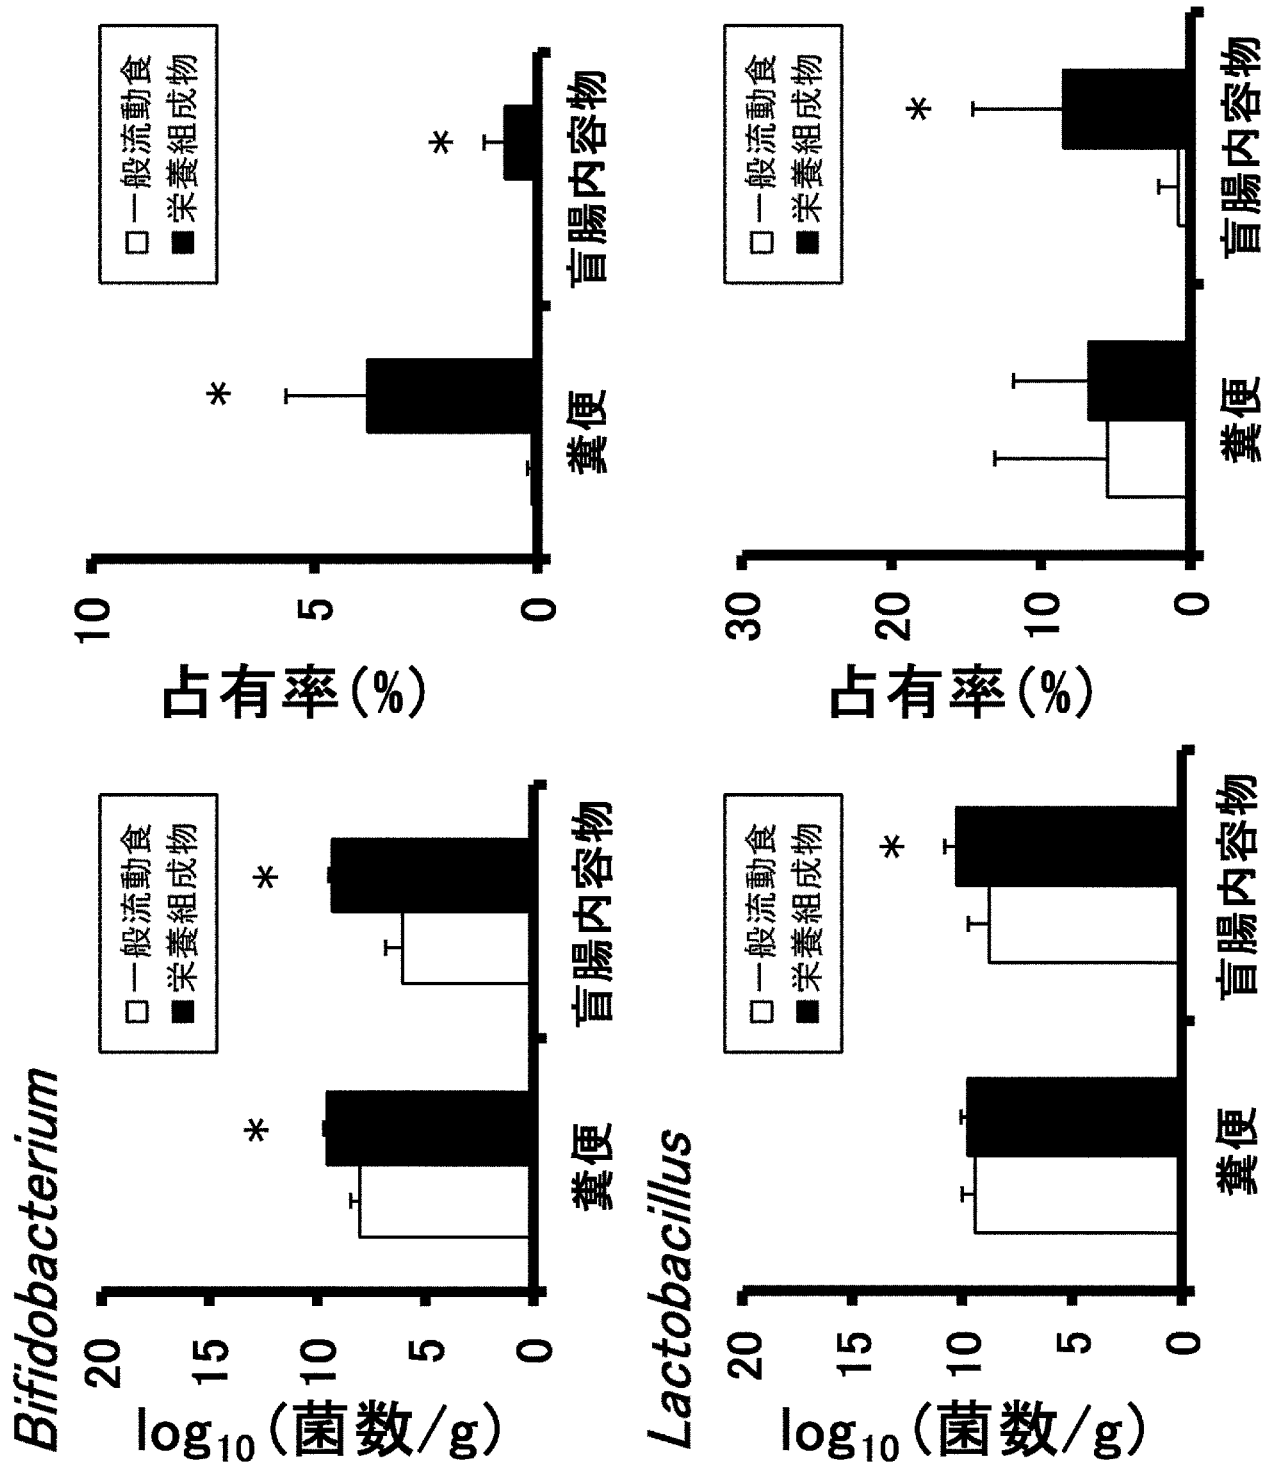 Bifidobacterium
log10(菌数/g)
20
15
10
5
0
□一般流動食
■栄養組成物
*
*
糞便
盲腸内容物
占有率(%)
10
5
0
□一般流動食
■栄養組成物
*
*
糞便
盲腸内容物
Lactobacillus
log10(菌数/g)
20
15
10
5
0
□一般流動食
■栄養組成物
*
糞便
盲腸内容物
占有率(%)
30
20
10
0
□一般流動食
■栄養組成物
*
糞便
盲腸内容物